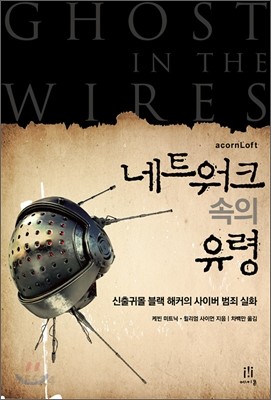 GHOST
IN THE
WIRES
acornLoft
네트워크
속의
유령
신출귀몰 블랙 해커의 사이버 범죄 실화
케빈 미트닉 · 윌리엄 사이먼 지음 | 차백만 옮김
에이콘